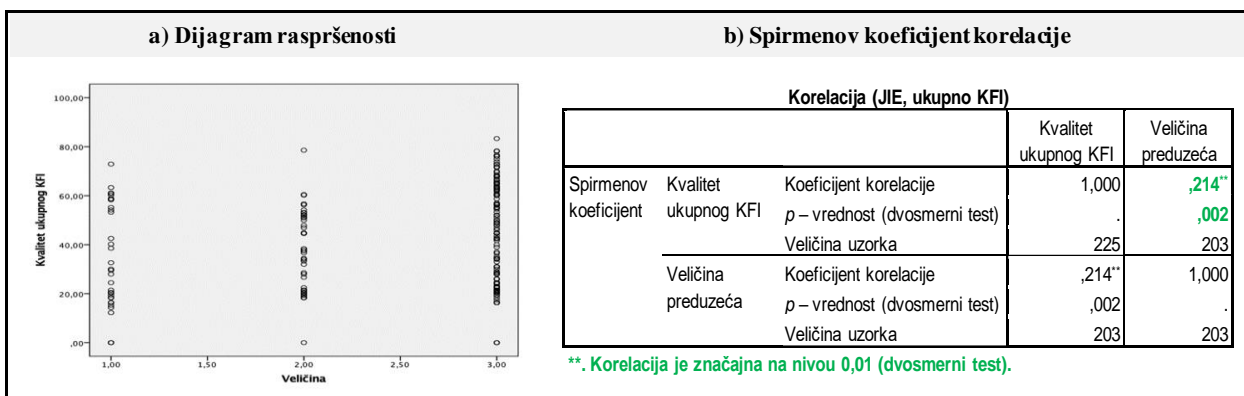 a) Dijagram raspršenosti
b) Spirmenov koeficijent korelacije
100,00
80,00
60,00
40,00
20,00
,00
Kvalitet ukupnog KFI
1,00 1,50 2,00 2,50 3,00
Veličina
Korelacija (JIE, ukupno KFI)
Kvalitet ukupnog KFI
Veličina preduzeća
Spirmenov koeficijent
Kvalitet ukupnog KFI
Koeficijent korelacije 1,000 ,214**
p – vrednost (dvosmerni test) . ,002
Veličina uzorka 225 203
Veličina preduzeća
Koeficijent korelacije ,214** 1,000
p – vrednost (dvosmerni test) ,002 .
Veličina uzorka 203 203
**. Korelacija je značajna na nivou 0,01 (dvosmerni test).